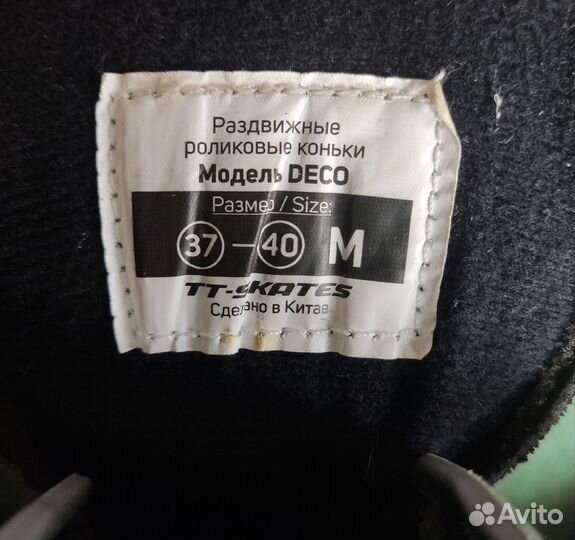 Раздвижные
роликовые коньки
Модель DECO
Размер / Size:
37 – 40 M
TT-SKATES
Сделано в Китае
Avito